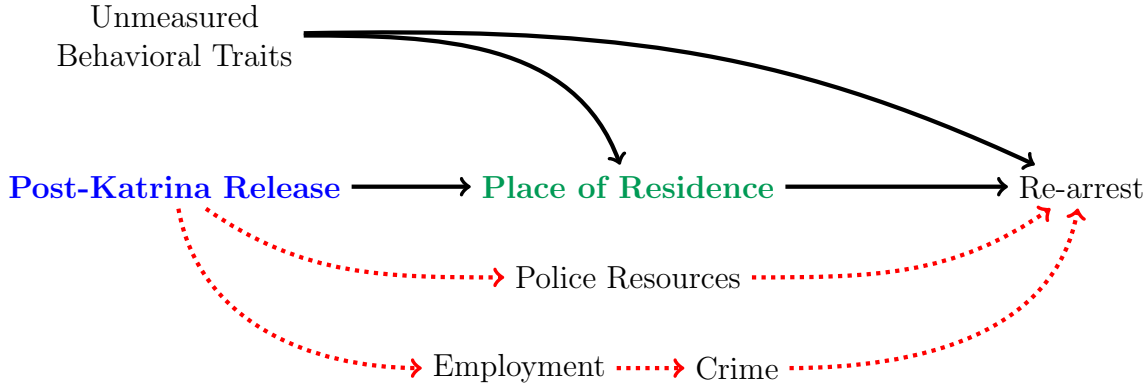 Unmeasured
Behavioral Traits
Post-Katrina Release
Place of Residence
Re-arrest
Police Resources
Employment
Crime